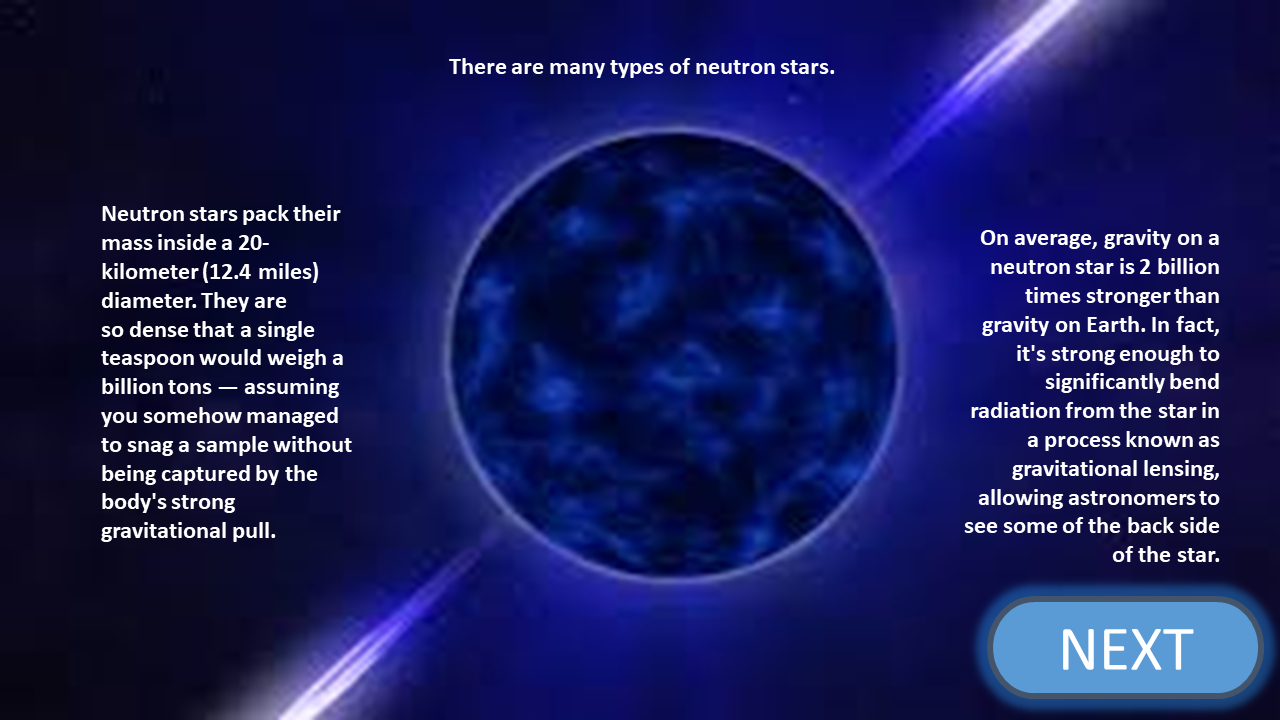 There are many types of neutron stars.
Neutron stars pack their
mass inside a 20-
kilometer (12.4 miles)
diameter. They are
so dense that a single
teaspoon would weigh a
billion tons — assuming
you somehow managed
to snag a sample without
being captured by the
body's strong
gravitational pull.
On average, gravity on a
neutron star is 2 billion
times stronger than
gravity on Earth. In fact,
it's strong enough to
significantly bend
radiation from the star in
a process known as
gravitational lensing,
allowing astronomers to
see some of the back side
of the star.
NEXT